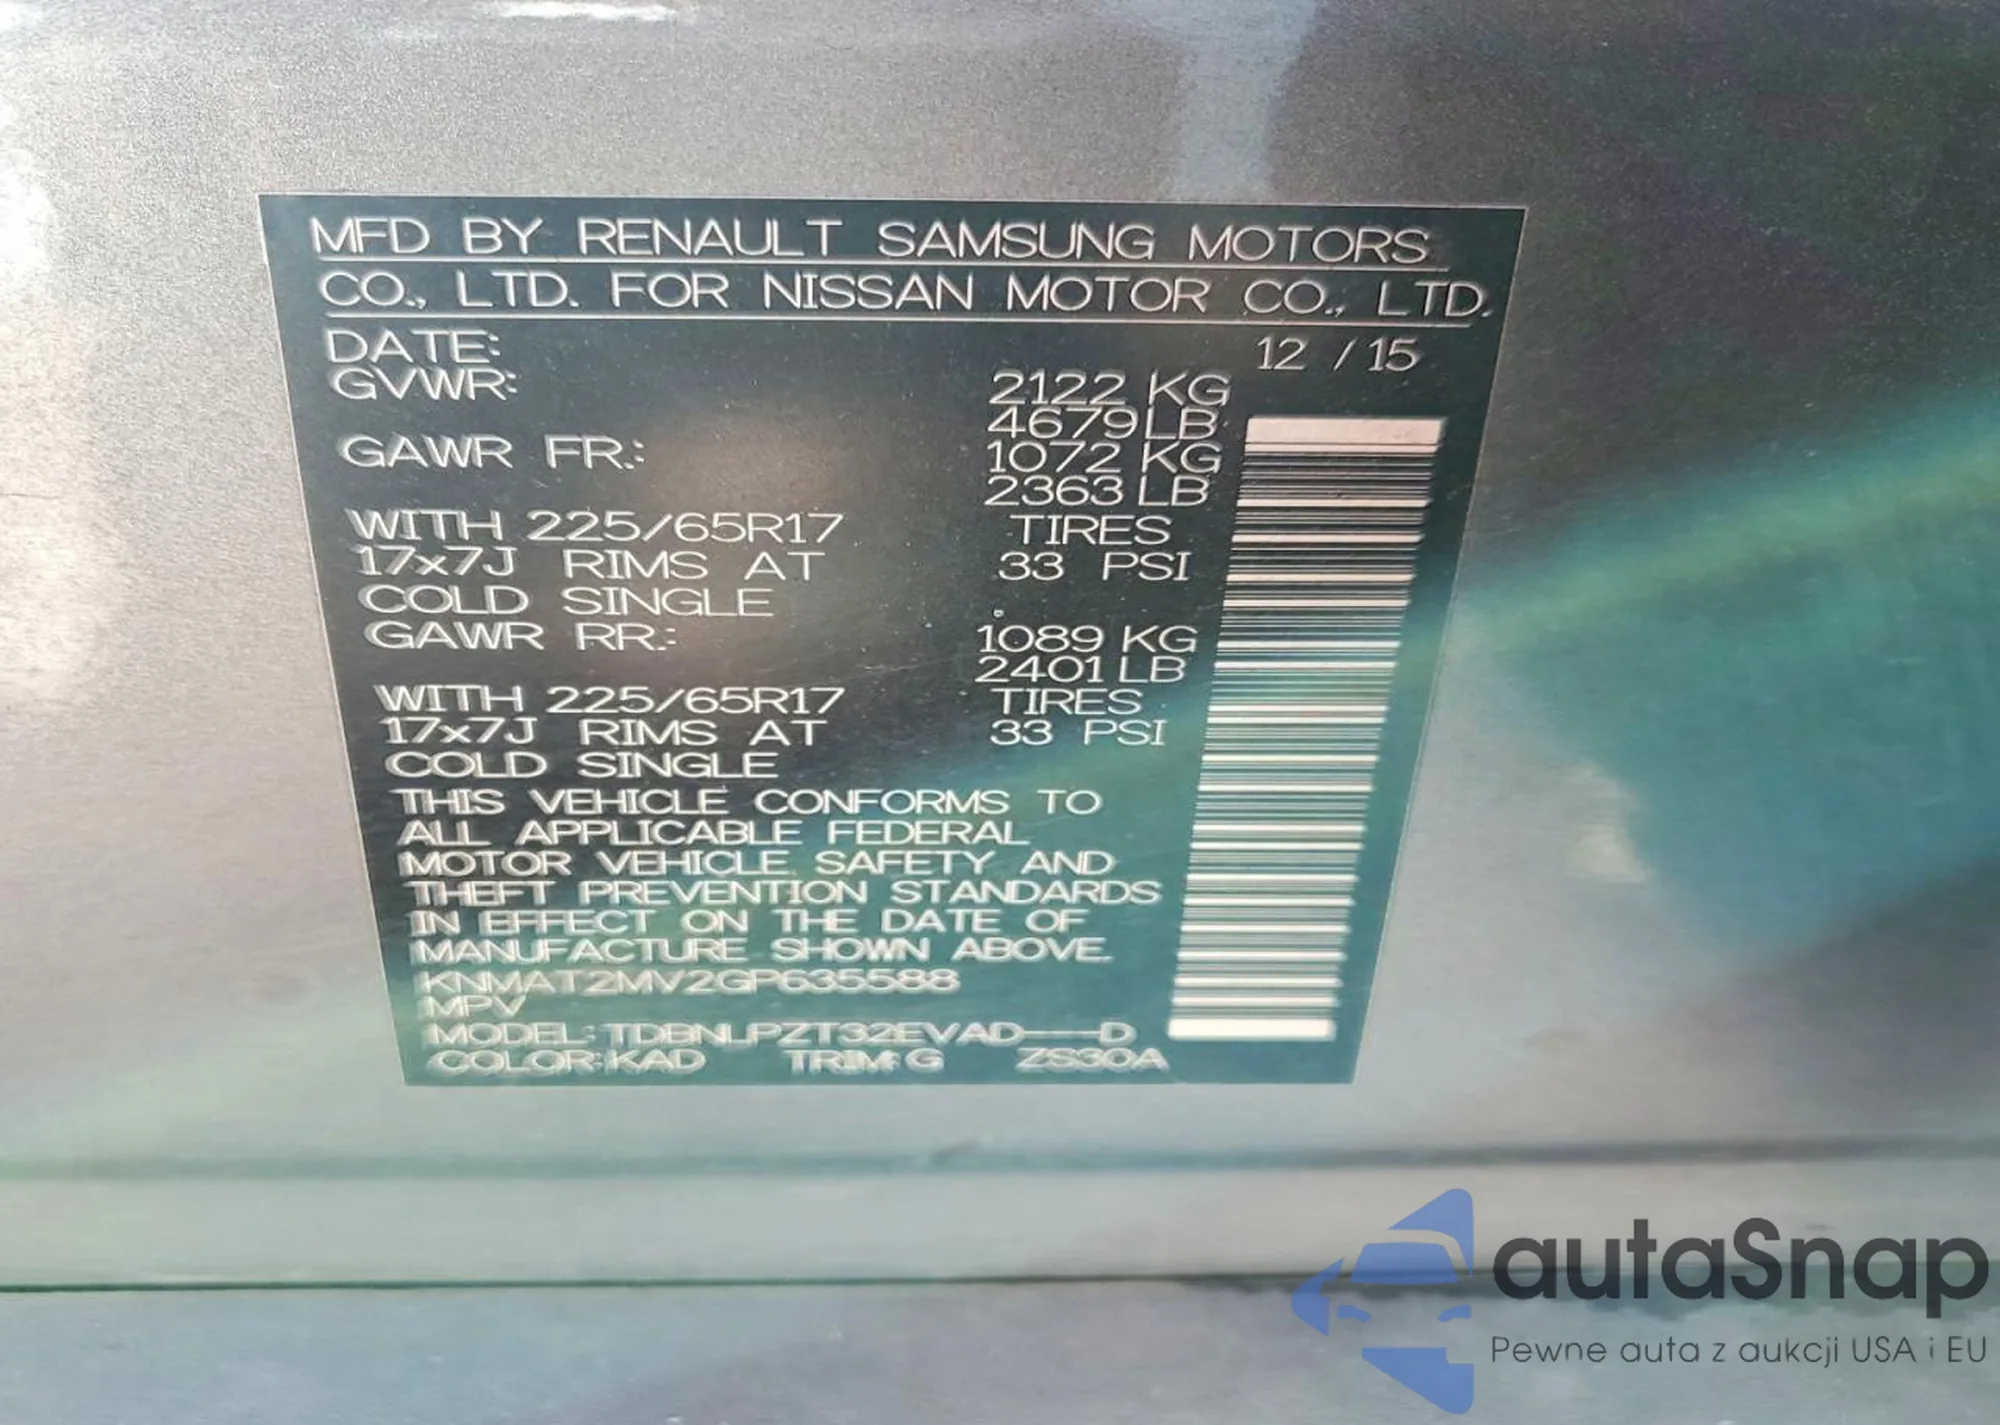 MFD BY RENAULT SAMSUNG MOTORS
CO., LTD. FOR NISSAN MOTOR CO., LTD.
DATE: 12 / 15
GVWR: 2122 KG
4679 LB
GAWR FR.: 1072 KG
2363 LB
WITH 225/65R17 TIRES
17x7J RIMS AT 33 PSI
COLD SINGLE
GAWR RR.: 1089 KG
2401 LB
WITH 225/65R17 TIRES
17x7J RIMS AT 33 PSI
COLD SINGLE
THIS VEHICLE CONFORMS TO
ALL APPLICABLE FEDERAL
MOTOR VEHICLE SAFETY AND
THEFT PREVENTION STANDARDS
IN EFFECT ON THE DATE OF
MANUFACTURE SHOWN ABOVE.
KNMAT2MV2GP635588
MPV
MODEL: TDBNLPZT32EVAD---D
COLOR:KAD TRIM:G ZS30A
autaSnap
Pewne auta z aukcji USA i EU